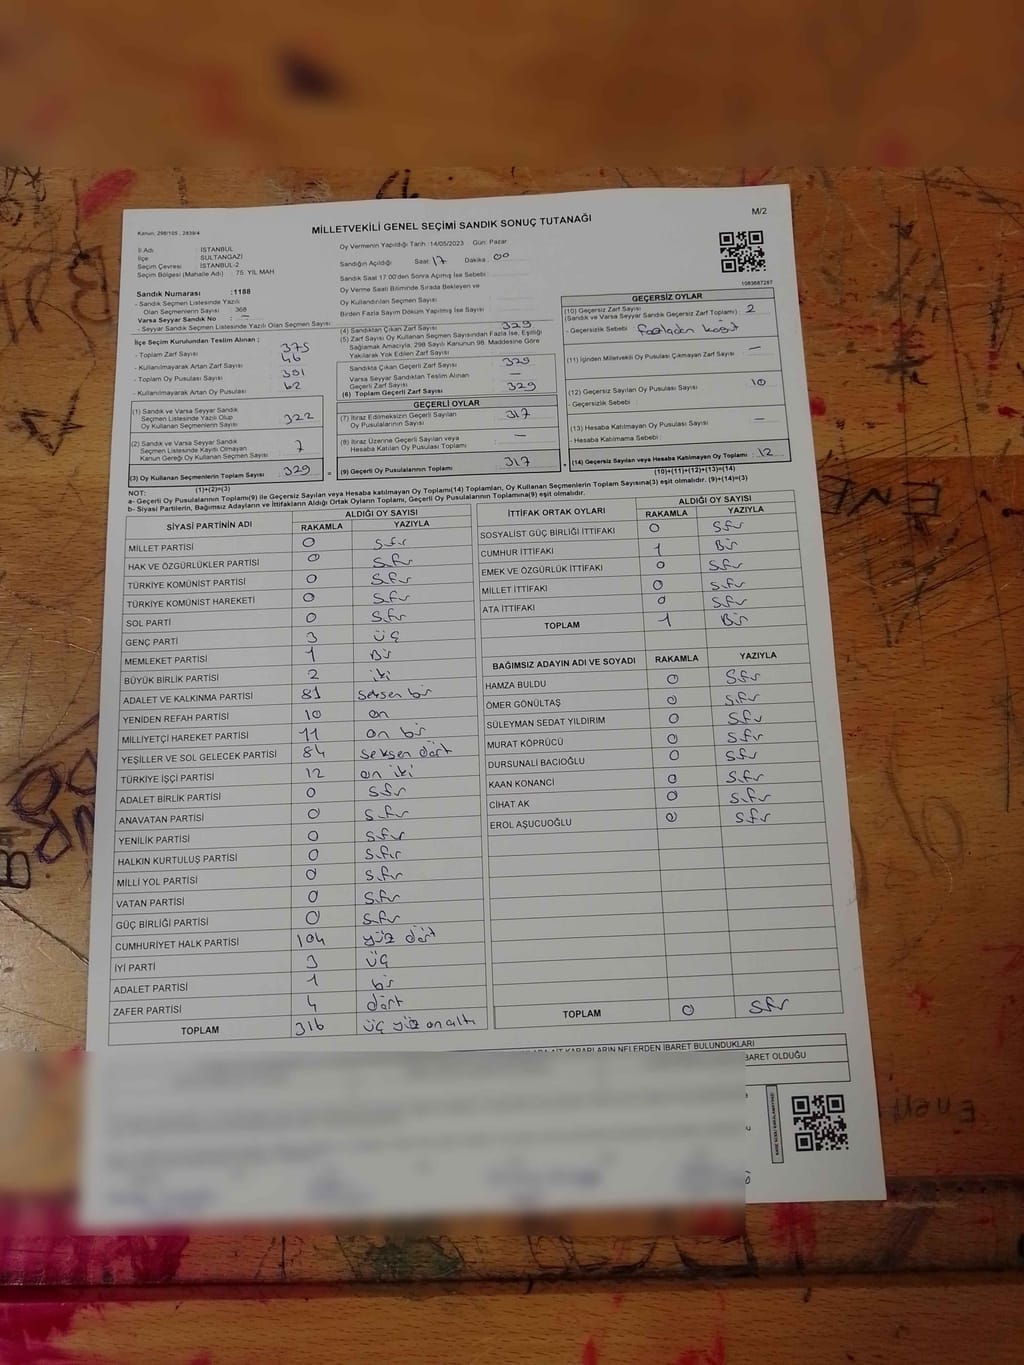 Kanun: 298/105 , 2839/4
MİLLETVEKİLİ GENEL SEÇİMİ SANDIK SONUÇ TUTANAĞI
M/2
İl Adı : İSTANBUL
İlçe : SULTANGAZİ
Seçim Çevresi : İSTANBUL-2
Seçim Bölgesi (Mahalle Adı) : 75. YIL MAH
Oy Vermenin Yapıldığı Tarih :14/05/2023 Gün: Pazar
Sandığın Açıldığı Saat : 17 Dakika : 00
Sandık Saat 17:00'den Sonra Açılmış İse Sebebi :
Oy Verme Saati Bitiminde Sırada Bekleyen ve
Oy Kullandırılan Seçmen Sayısı :
Birden Fazla Sayım Döküm Yapılmış İse Sayısı :
1083687287
Sandık Numarası :1188
- Sandık Seçmen Listesinde Yazılı
Olan Seçmenlerin Sayısı : 368
Varsa Seyyar Sandık No : –
- Seyyar Sandık Seçmen Listesinde Yazılı Olan Seçmen Sayısı:
İlçe Seçim Kurulundan Teslim Alınan ;
- Toplam Zarf Sayısı : 375
- Kullanılmayarak Artan Zarf Sayısı : 46
- Toplam Oy Pusulası Sayısı : 391
- Kullanılmayarak Artan Oy Pusulası : 62
(1) Sandık ve Varsa Seyyar Sandık
Seçmen Listesinde Yazılı Olup
Oy Kullanan Seçmenlerin Sayısı : 322
(2) Sandık ve Varsa Seyyar Sandık
Seçmen Listesinde Kaydı Olmayan
Kanun Gereği Oy Kullanan Seçmen Sayısı : 7
(3) Oy Kullanan Seçmenlerin Toplam Sayısı : 329
(1)+(2)=(3)
(4) Sandıktan Çıkan Zarf Sayısı : 329
(5) Zarf Sayısı Oy Kullanan Seçmen Sayısından Fazla İse, Eşitliği
Sağlamak Amacıyla, 298 Sayılı Kanunun 98. Maddesine Göre
Yakılarak Yok Edilen Zarf Sayısı :
Sandıkta Çıkan Geçerli Zarf Sayısı : 329
Varsa Seyyar Sandıktan Teslim Alınan
Geçerli Zarf Sayısı : –
(6) Toplam Geçerli Zarf Sayısı : 329
GEÇERLİ OYLAR
(7) İtiraz Edilmeksizin Geçerli Sayılan
Oy Pusulasının Sayısı : 317
(8) İtiraz Üzerine Geçerli Sayılan veya
Hesaba Katılan Oy Pusulası Toplamı : –
(9) Geçerli Oy Pusulalarının Toplamı : 317
GEÇERSİZ OYLAR
(10) Geçersiz Zarf Sayısı
(Sandık ve Varsa Seyyar Sandık Geçersiz Zarf Toplamı) : 2
- Geçersizlik Sebebi : fazladan kağıt
(11) İçinden Milletvekili Oy Pusulası Çıkmayan Zarf Sayısı : –
(12) Geçersiz Sayılan Oy Pusulası Sayısı : 10
- Geçersizlik Sebebi :
(13) Hesaba Katılmayan Oy Pusulası Sayısı : –
- Hesaba Katılmama Sebebi :
(14) Geçersiz Sayılan veya Hesaba Katılmayan Oy Toplamı : 12
(10)+(11)+(12)+(13)=(14)
NOT:
a- Geçerli Oy Pusulalarının Toplamı(9) ile Geçersiz Sayılan veya Hesaba katılmayan Oy Toplamı(14) Toplamları, Oy Kullanan Seçmenlerin Toplam Sayısına(3) eşit olmalıdır. (9)+(14)=(3)
b- Siyasi Partilerin, Bağımsız Adayların ve İttifakların Aldığı Ortak Oyların Toplamı, Geçerli Oy Pusulalarının Toplamına(9) eşit olmalıdır.
SİYASİ PARTİNİN ADI ALDIĞI OY SAYISI
RAKAMLA YAZIYLA
MİLLET PARTİSİ 0 Sıfır
HAK VE ÖZGÜRLÜKLER PARTİSİ 0 Sıfır
TÜRKİYE KOMÜNİST PARTİSİ 0 Sıfır
TÜRKİYE KOMÜNİST HAREKETİ 0 Sıfır
SOL PARTİ 0 Sıfır
GENÇ PARTİ 3 üç
MEMLEKET PARTİSİ 1 Bir
BÜYÜK BİRLİK PARTİSİ 2 iki
ADALET VE KALKINMA PARTİSİ 81 seksen bir
YENİDEN REFAH PARTİSİ 10 on
MİLLİYETÇİ HAREKET PARTİSİ 11 on bir
YEŞİLLER VE SOL GELECEK PARTİSİ 84 seksen dört
TÜRKİYE İŞÇİ PARTİSİ 12 on iki
ADALET BİRLİK PARTİSİ 0 Sıfır
ANAVATAN PARTİSİ 0 Sıfır
YENİLİK PARTİSİ 0 Sıfır
HALKIN KURTULUŞ PARTİSİ 0 Sıfır
MİLLİ YOL PARTİSİ 0 Sıfır
VATAN PARTİSİ 0 Sıfır
GÜÇ BİRLİĞİ PARTİSİ 0 Sıfır
CUMHURİYET HALK PARTİSİ 104 yüz dört
İYİ PARTİ 3 üç
ADALET PARTİSİ 1 bir
ZAFER PARTİSİ 4 dört
TOPLAM 316 üç yüz on altı
İTTİFAK ORTAK OYLARI ALDIĞI OY SAYISI
RAKAMLA YAZIYLA
SOSYALİST GÜÇ BİRLİĞİ İTTİFAKI 0 Sıfır
CUMHUR İTTİFAKI 1 Bir
EMEK VE ÖZGÜRLÜK İTTİFAKI 0 Sıfır
MİLLET İTTİFAKI 0 Sıfır
ATA İTTİFAKI 0 Sıfır
TOPLAM 1 Bir
BAĞIMSIZ ADAYIN ADI VE SOYADI RAKAMLA YAZIYLA
HAMZA BULDU 0 Sıfır
ÖMER GÖNÜLTAŞ 0 Sıfır
SÜLEYMAN SEDAT YILDIRIM 0 Sıfır
MURAT KÖPRÜCÜ 0 Sıfır
DURSUNALİ BACIOĞLU 0 Sıfır
KAAN KONANCİ 0 Sıfır
CİHAT AK 0 Sıfır
EROL AŞUCUOĞLU 0 Sıfır
TOPLAM 0 Sıfır
KARARLARIN NELERDEN İBARET BULUNDUKLARI
BARET OLDUĞU